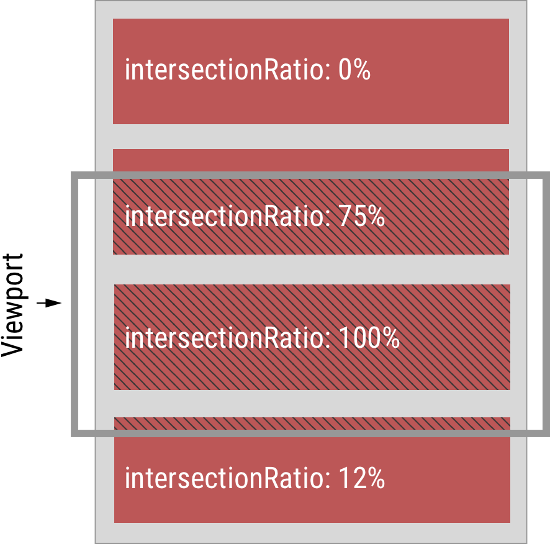 intersectionRatio: 0%
intersectionRatio: 75%
Viewport
intersectionRatio: 100%
intersectionRatio: 12%